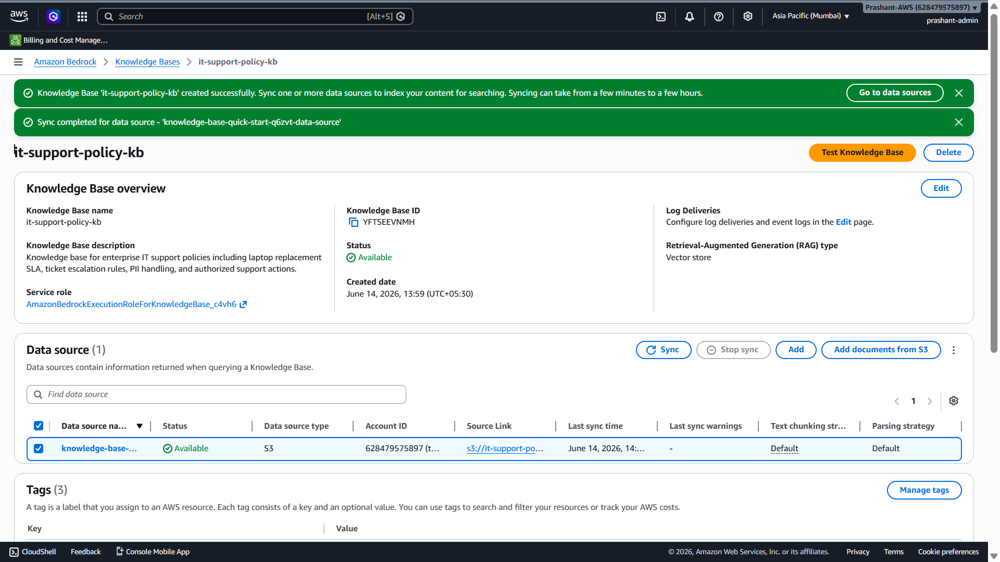 aws
Search [Alt+S]
Asia Pacific (Mumbai)
Prashant-AWS (628479575897)
prashant-admin
Billing and Cost Manage...
Amazon Bedrock > Knowledge Bases > it-support-policy-kb
Knowledge Base 'it-support-policy-kb' created successfully. Sync one or more data sources to index your content for searching. Syncing can take from a few minutes to a few hours.
Go to data sources
Sync completed for data source - 'knowledge-base-quick-start-q6zvt-data-source'
it-support-policy-kb
Test Knowledge Base
Delete
Knowledge Base overview
Edit
Knowledge Base name
it-support-policy-kb
Knowledge Base description
Knowledge base for enterprise IT support policies including laptop replacement
SLA, ticket escalation rules, PII handling, and authorized support actions.
Service role
AmazonBedrockExecutionRoleForKnowledgeBase_c4vh6
Knowledge Base ID
YFTSEEVNMH
Status
Available
Created date
June 14, 2026, 13:59 (UTC+05:30)
Log Deliveries
Configure log deliveries and event logs in the Edit page.
Retrieval-Augmented Generation (RAG) type
Vector store
Data source (1)
Sync
Stop sync
Add
Add documents from S3
Data sources contain information returned when querying a Knowledge Base.
Find data source
1
Data source na... Status Data source type Account ID Source Link Last sync time Last sync warnings Text chunking str... Parsing strategy
knowledge-base-... Available S3 628479575897 (t... s3://it-support-po... June 14, 2026, 14:... - Default Default
Tags (3)
Manage tags
A tag is a label that you assign to an AWS resource. Each tag consists of a key and an optional value. You can use tags to search and filter your resources or track your AWS costs.
Key Value
CloudShell Feedback Console Mobile App © 2026, Amazon Web Services, Inc. or its affiliates. Privacy Terms Cookie preferences